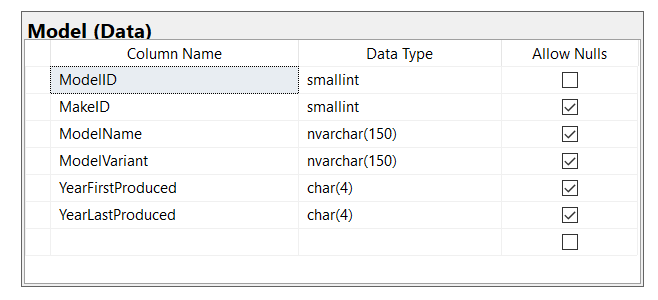 Model (Data)
Column Name Data Type Allow Nulls
ModelID smallint
MakeID smallint
ModelName nvarchar(150)
ModelVariant nvarchar(150)
YearFirstProduced char(4)
YearLastProduced char(4)